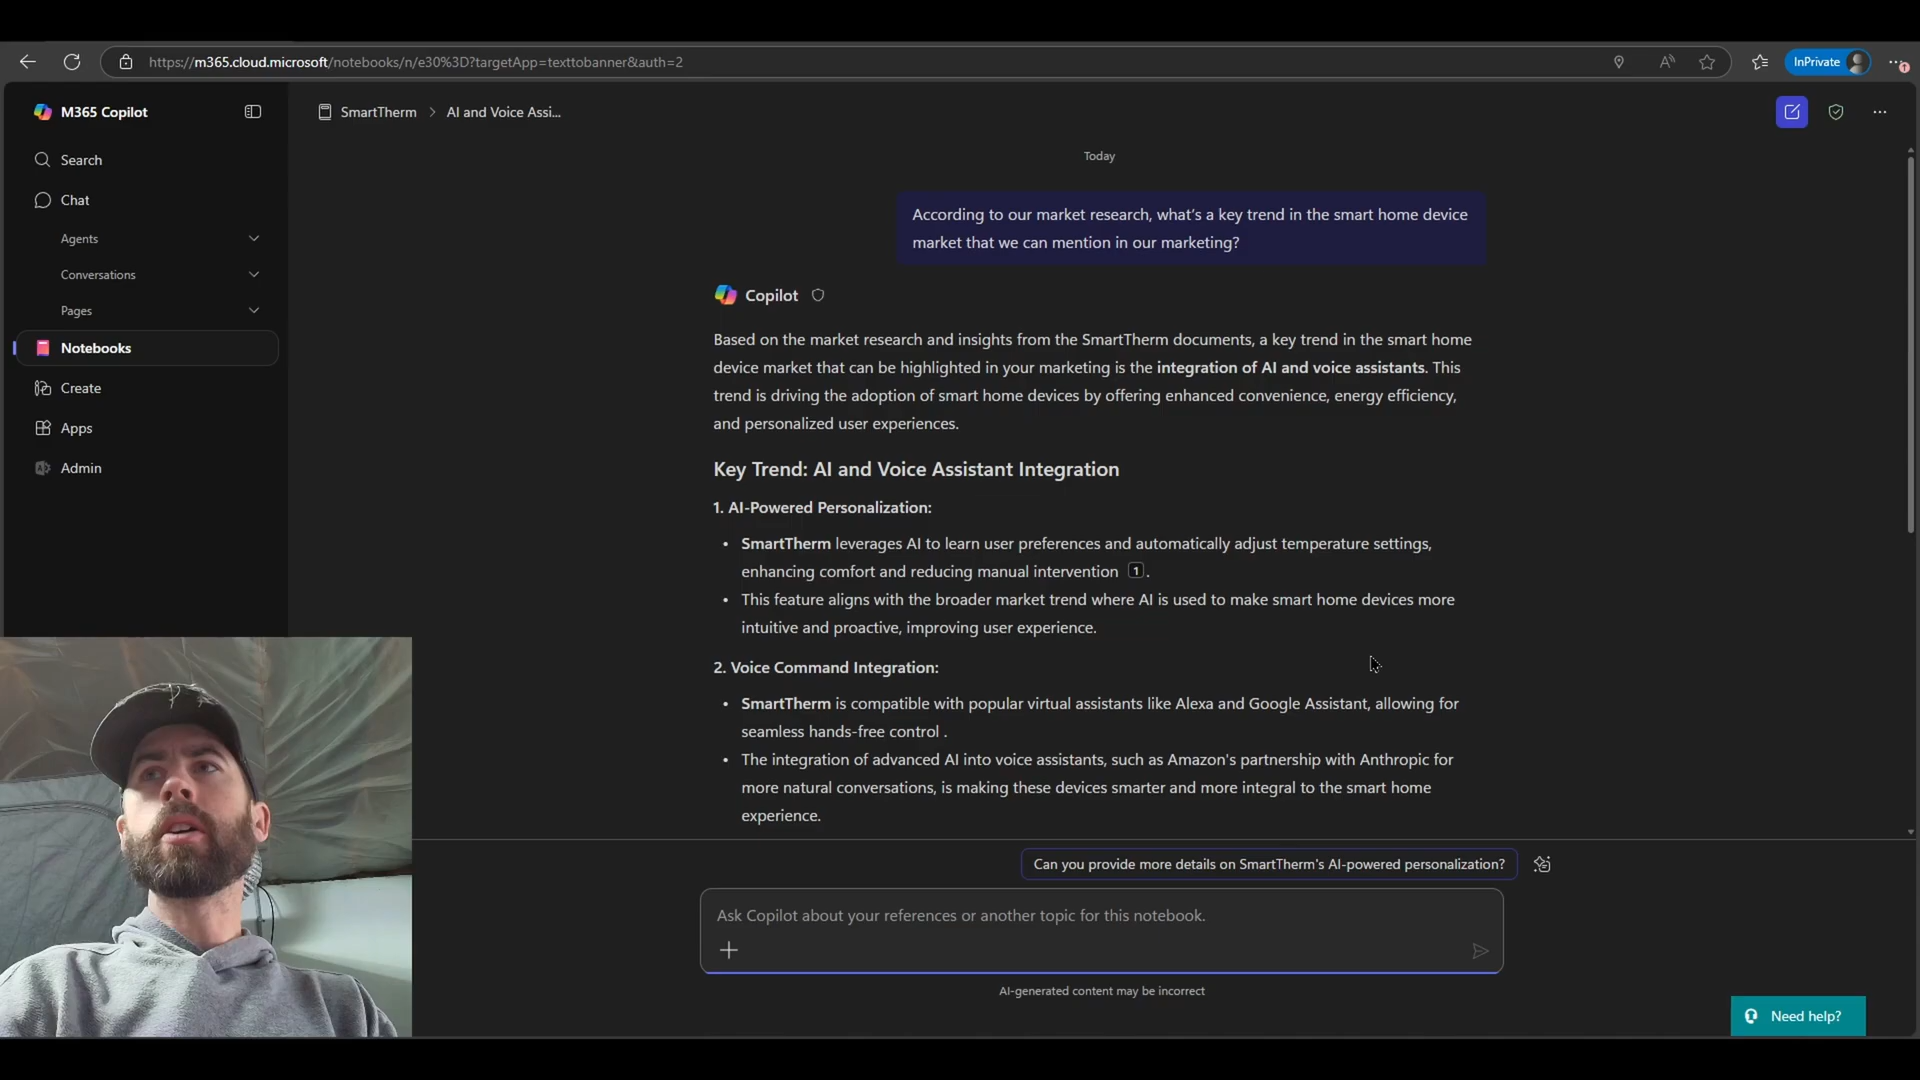 https://m365.cloud.microsoft/notebooks/n/e30%3D?targetApp=texttobanner&auth=2
InPrivate
M365 Copilot
Search
Chat
Agents
Conversations
Pages
Notebooks
Create
Apps
Admin
SmartTherm > AI and Voice Assi...
Today
According to our market research, what's a key trend in the smart home device
market that we can mention in our marketing?
Copilot
Based on the market research and insights from the SmartTherm documents, a key trend in the smart home
device market that can be highlighted in your marketing is the integration of AI and voice assistants. This
trend is driving the adoption of smart home devices by offering enhanced convenience, energy efficiency,
and personalized user experiences.
Key Trend: AI and Voice Assistant Integration
1. AI-Powered Personalization:
• SmartTherm leverages AI to learn user preferences and automatically adjust temperature settings,
enhancing comfort and reducing manual intervention 1 .
• This feature aligns with the broader market trend where AI is used to make smart home devices more
intuitive and proactive, improving user experience.
2. Voice Command Integration:
• SmartTherm is compatible with popular virtual assistants like Alexa and Google Assistant, allowing for
seamless hands-free control .
• The integration of advanced AI into voice assistants, such as Amazon's partnership with Anthropic for
more natural conversations, is making these devices smarter and more integral to the smart home
experience.
Can you provide more details on SmartTherm's AI-powered personalization?
Ask Copilot about your references or another topic for this notebook.
AI-generated content may be incorrect
Need help?